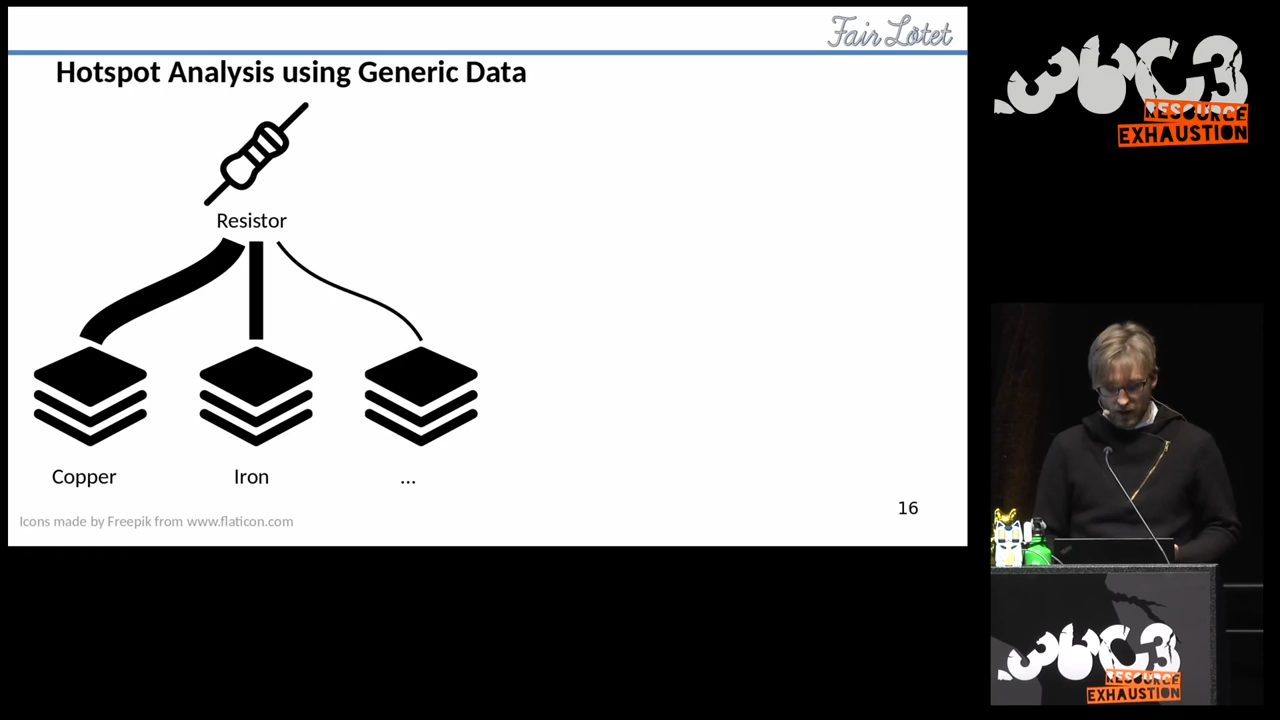 Fair Lötet
Hotspot Analysis using Generic Data
Resistor
Copper
Iron
...
Icons made by Freepik from www.flaticon.com
16
36C3
RESOURCE
EXHAUSTION
36C3
RESOURCE
EXHAUSTION